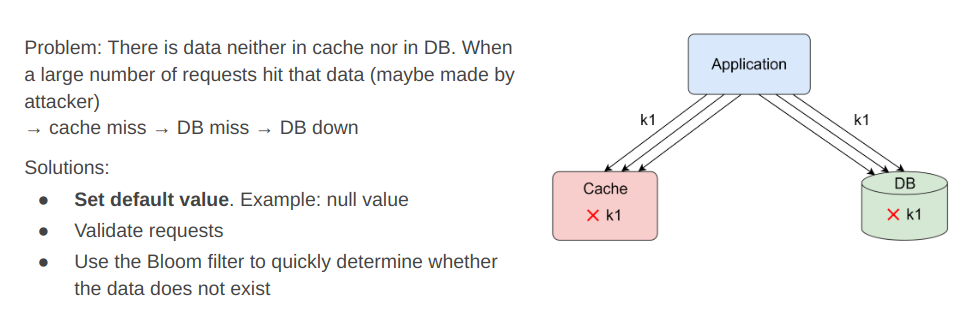 Problem: There is data neither in cache nor in DB. When
a large number of requests hit that data (maybe made by
attacker)
→ cache miss → DB miss → DB down
Solutions:
● Set default value. Example: null value
● Validate requests
● Use the Bloom filter to quickly determine whether
the data does not exist
Application
k1
k1
Cache
❌ k1
DB
❌ k1